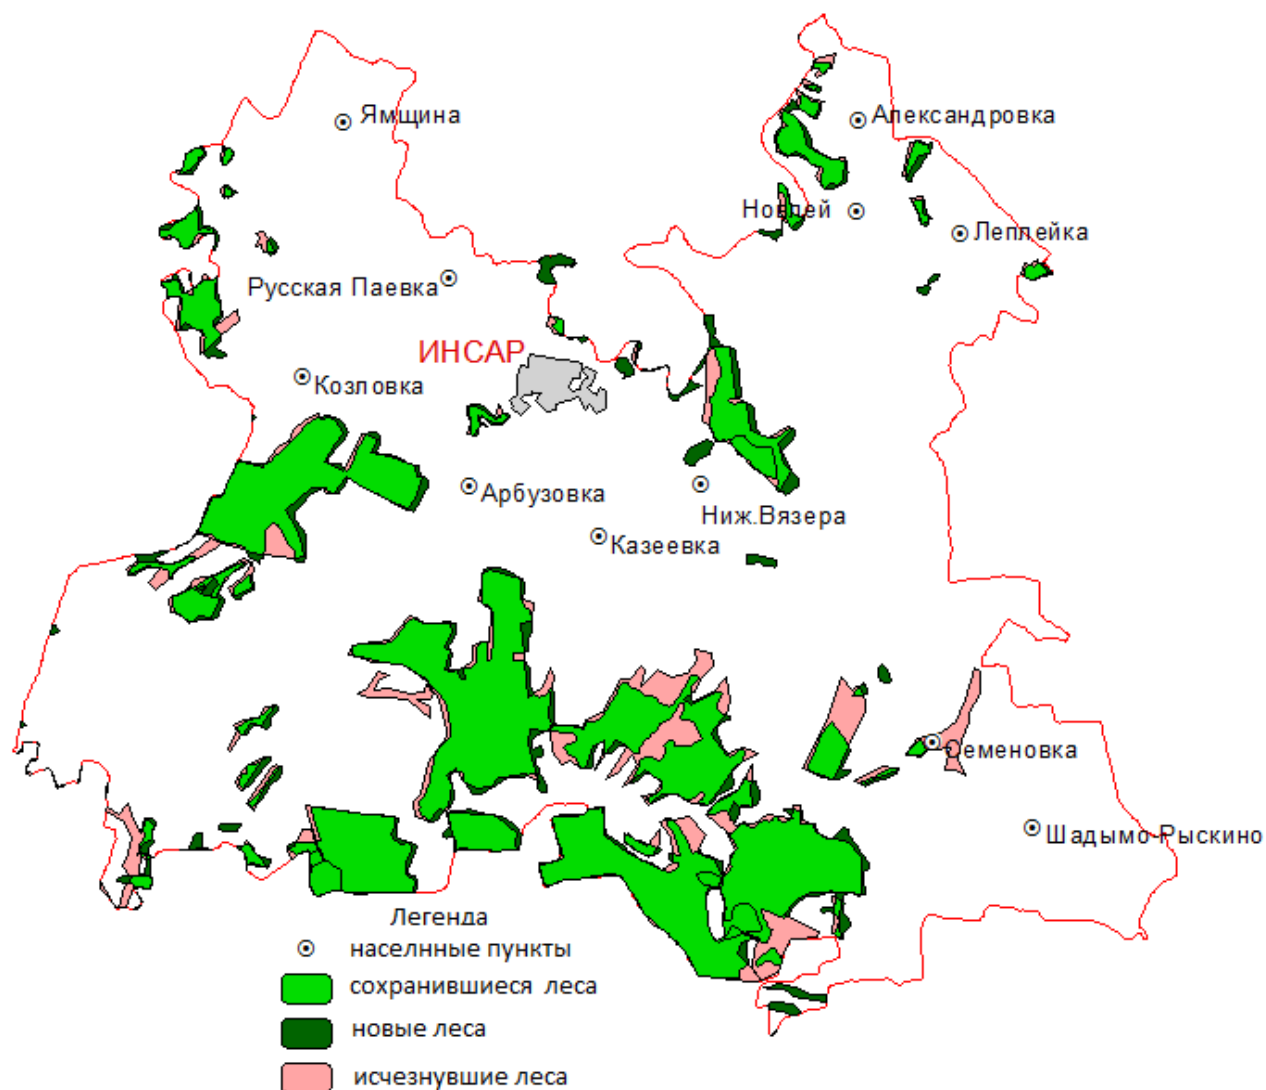 Ямщина
Александровка
Новлей
Леплейка
Русская Паевка
ИНСАР
Козловка
Арбузовка
Ниж.Вязера
Казеевка
Семеновка
Шадымо-Рыскино
Легенда
населнные пункты
сохранившиеся леса
новые леса
исчезнувшие леса